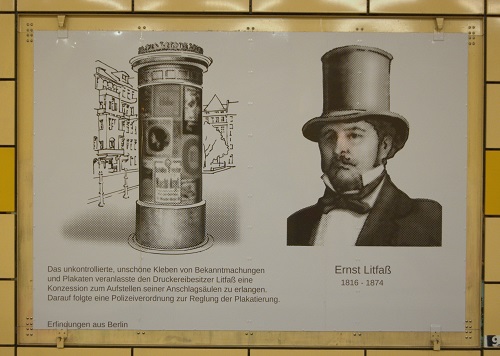 Das unkontrollierte, unschöne Kleben von Bekanntmachungen
und Plakaten veranlasste den Druckereibesitzer Litfaß eine
Konzession zum Aufstellen seiner Anschlagsäulen zu erlangen.
Darauf folgte eine Polizeiverordnung zur Reglung der Plakatierung.
Erfindungen aus Berlin
Ernst Litfaß
1816 - 1874